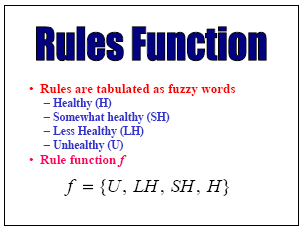 Rules Function
• Rules are tabulated as fuzzy words
– Healthy (H)
– Somewhat healthy (SH)
– Less Healthy (LH)
– Unhealthy (U)
• Rule function f
f = {U, LH, SH, H}